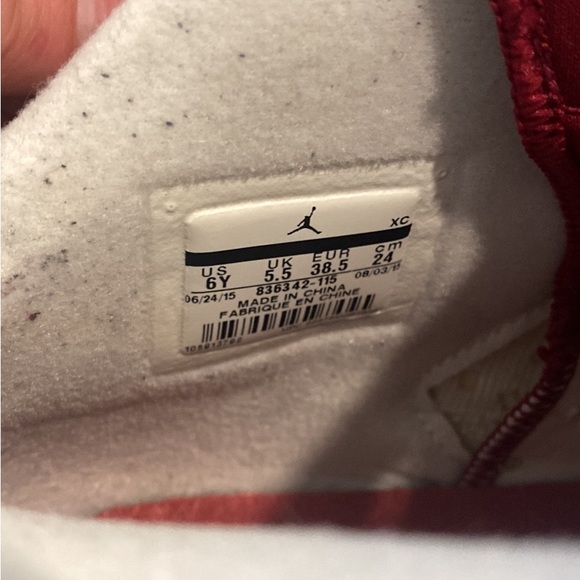 XC
US UK EUR cm
6Y 5.5 38.5 24
06/24/15 836342-115 08/03/15
MADE IN CHINA
FABRIQUE EN CHINE